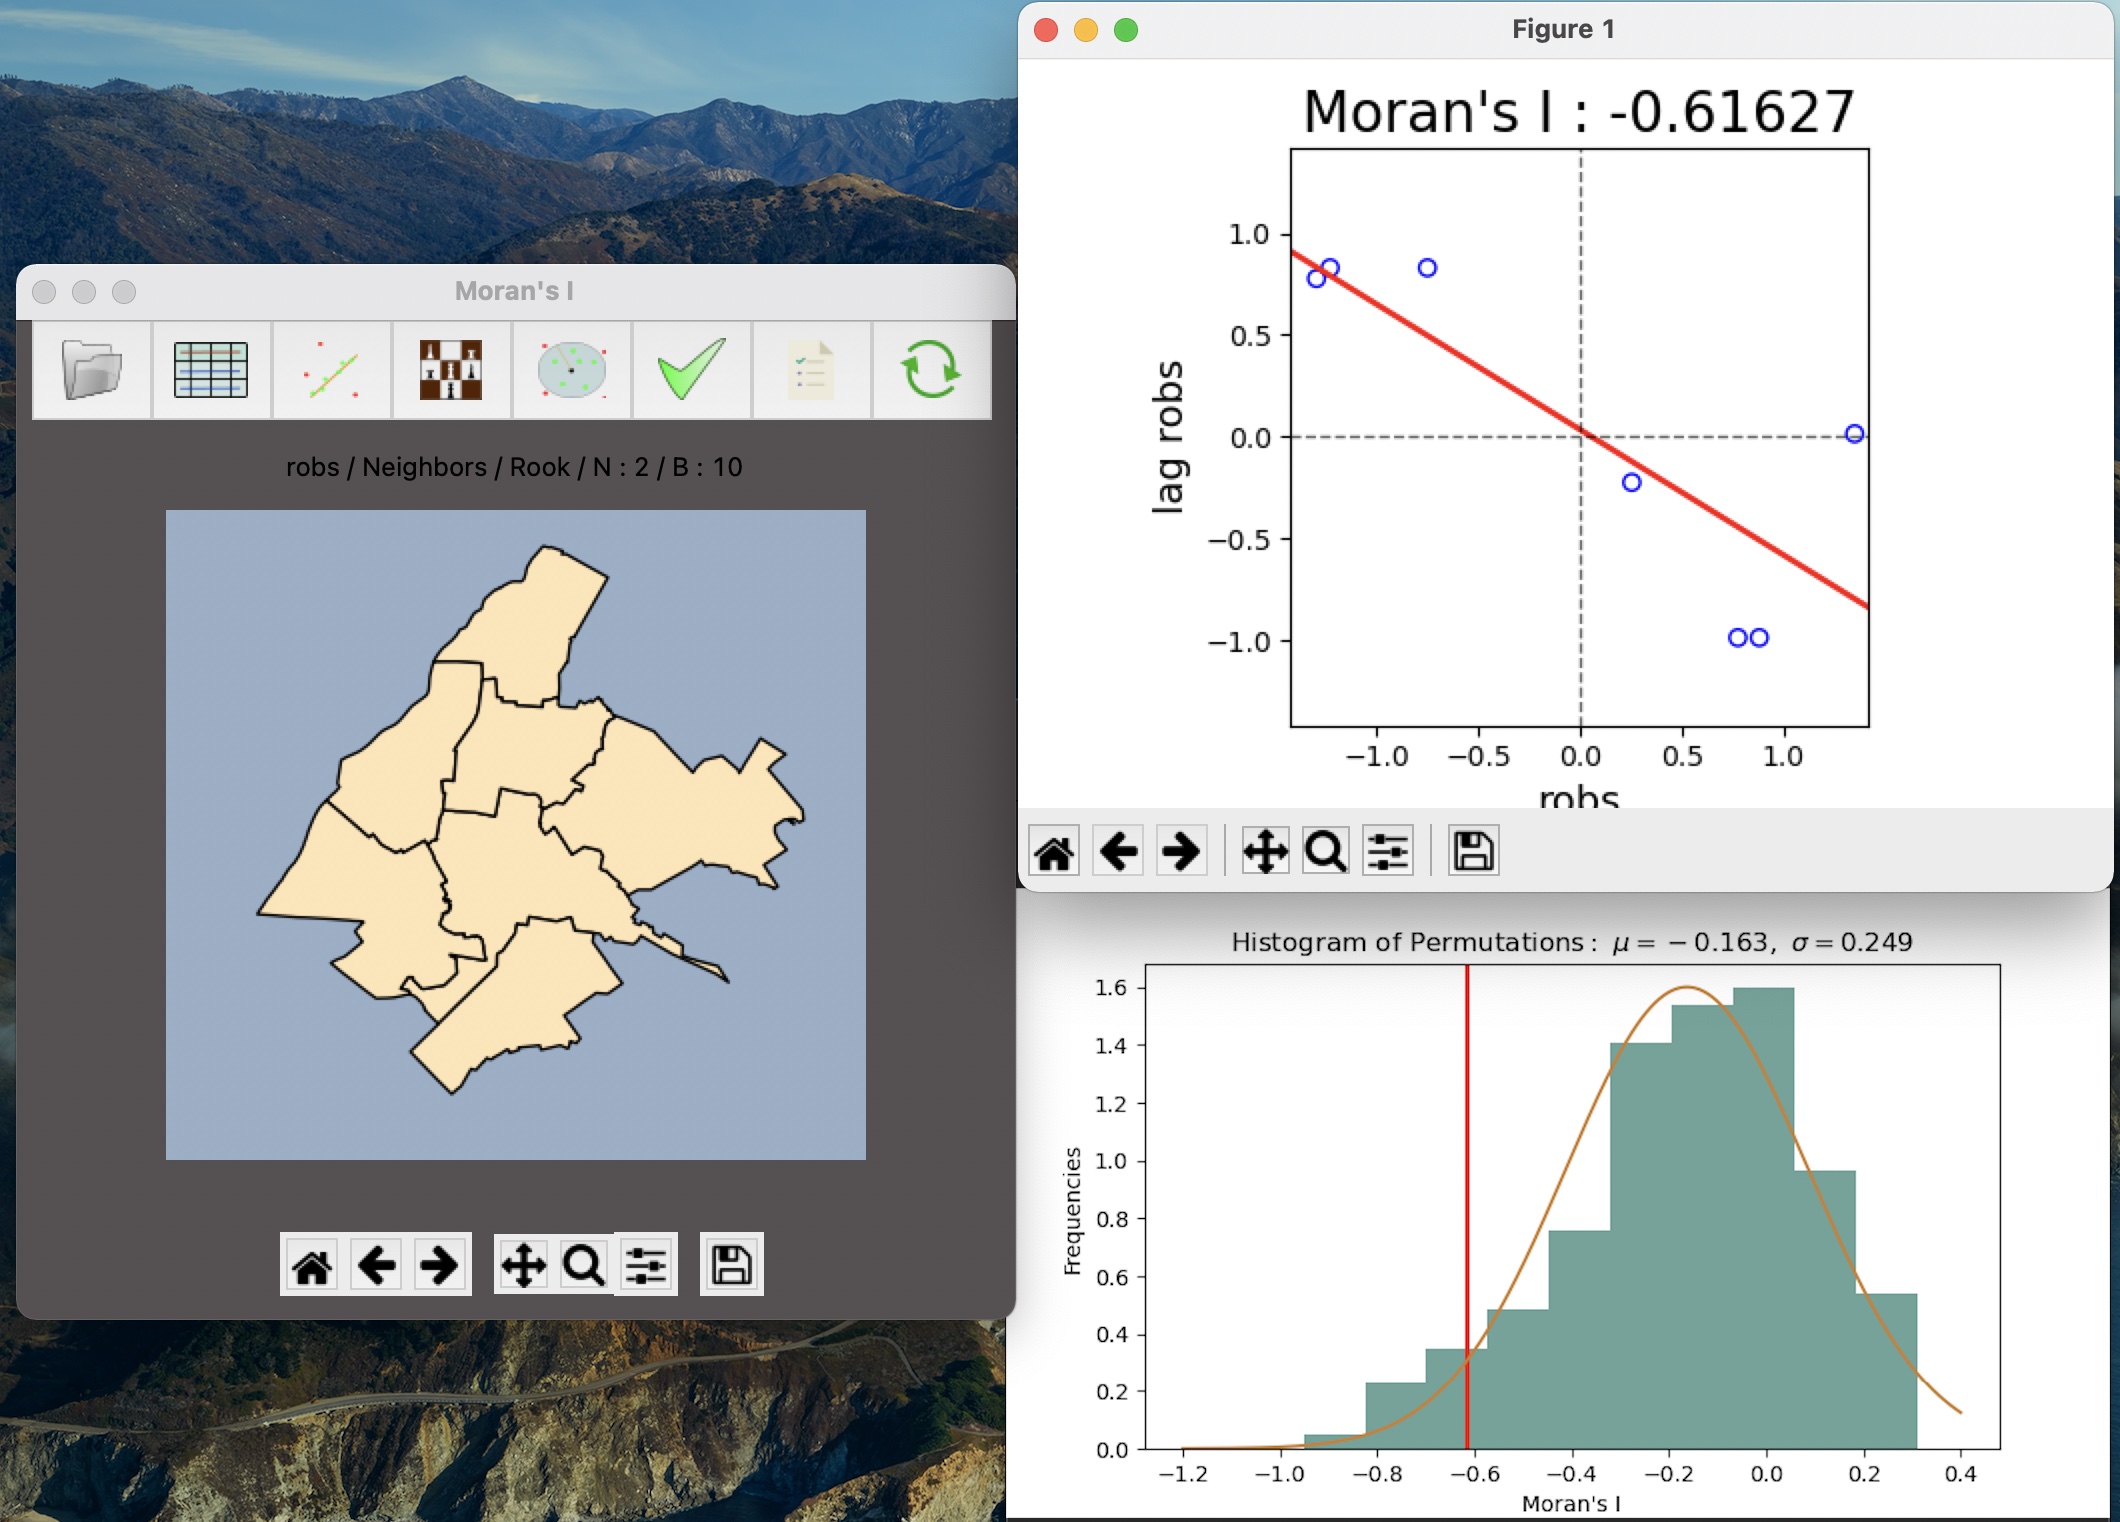 Moran's I
robs / Neighbors / Rook / N : 2 / B : 10
Figure 1
Moran's I : -0.61627
1.0
0.5
0.0
−0.5
−1.0
lag robs
−1.0 −0.5 0.0 0.5 1.0
robs
Histogram of Permutations : μ = − 0.163, σ = 0.249
1.6
1.4
1.2
1.0
0.8
0.6
0.4
0.2
0.0
Frequencies
−1.2 −1.0 −0.8 −0.6 −0.4 −0.2 0.0 0.2 0.4
Moran's I